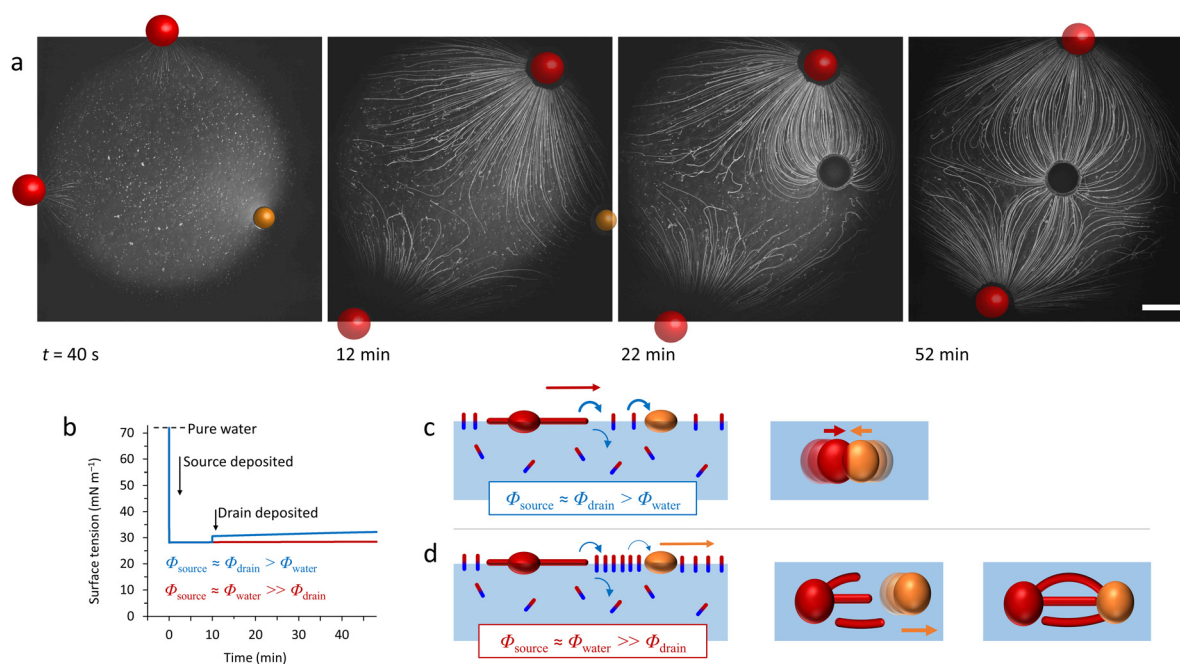 a
t = 40 s
12 min
22 min
52 min
b
Surface tension (mN m⁻¹)
70
60
50
40
30
20
10
0
Pure water
Source deposited
Drain deposited
Φsource ≈ Φdrain > Φwater
Φsource ≈ Φwater >> Φdrain
0
10
20
30
40
Time (min)
c
Φsource ≈ Φdrain > Φwater
d
Φsource ≈ Φwater >> Φdrain